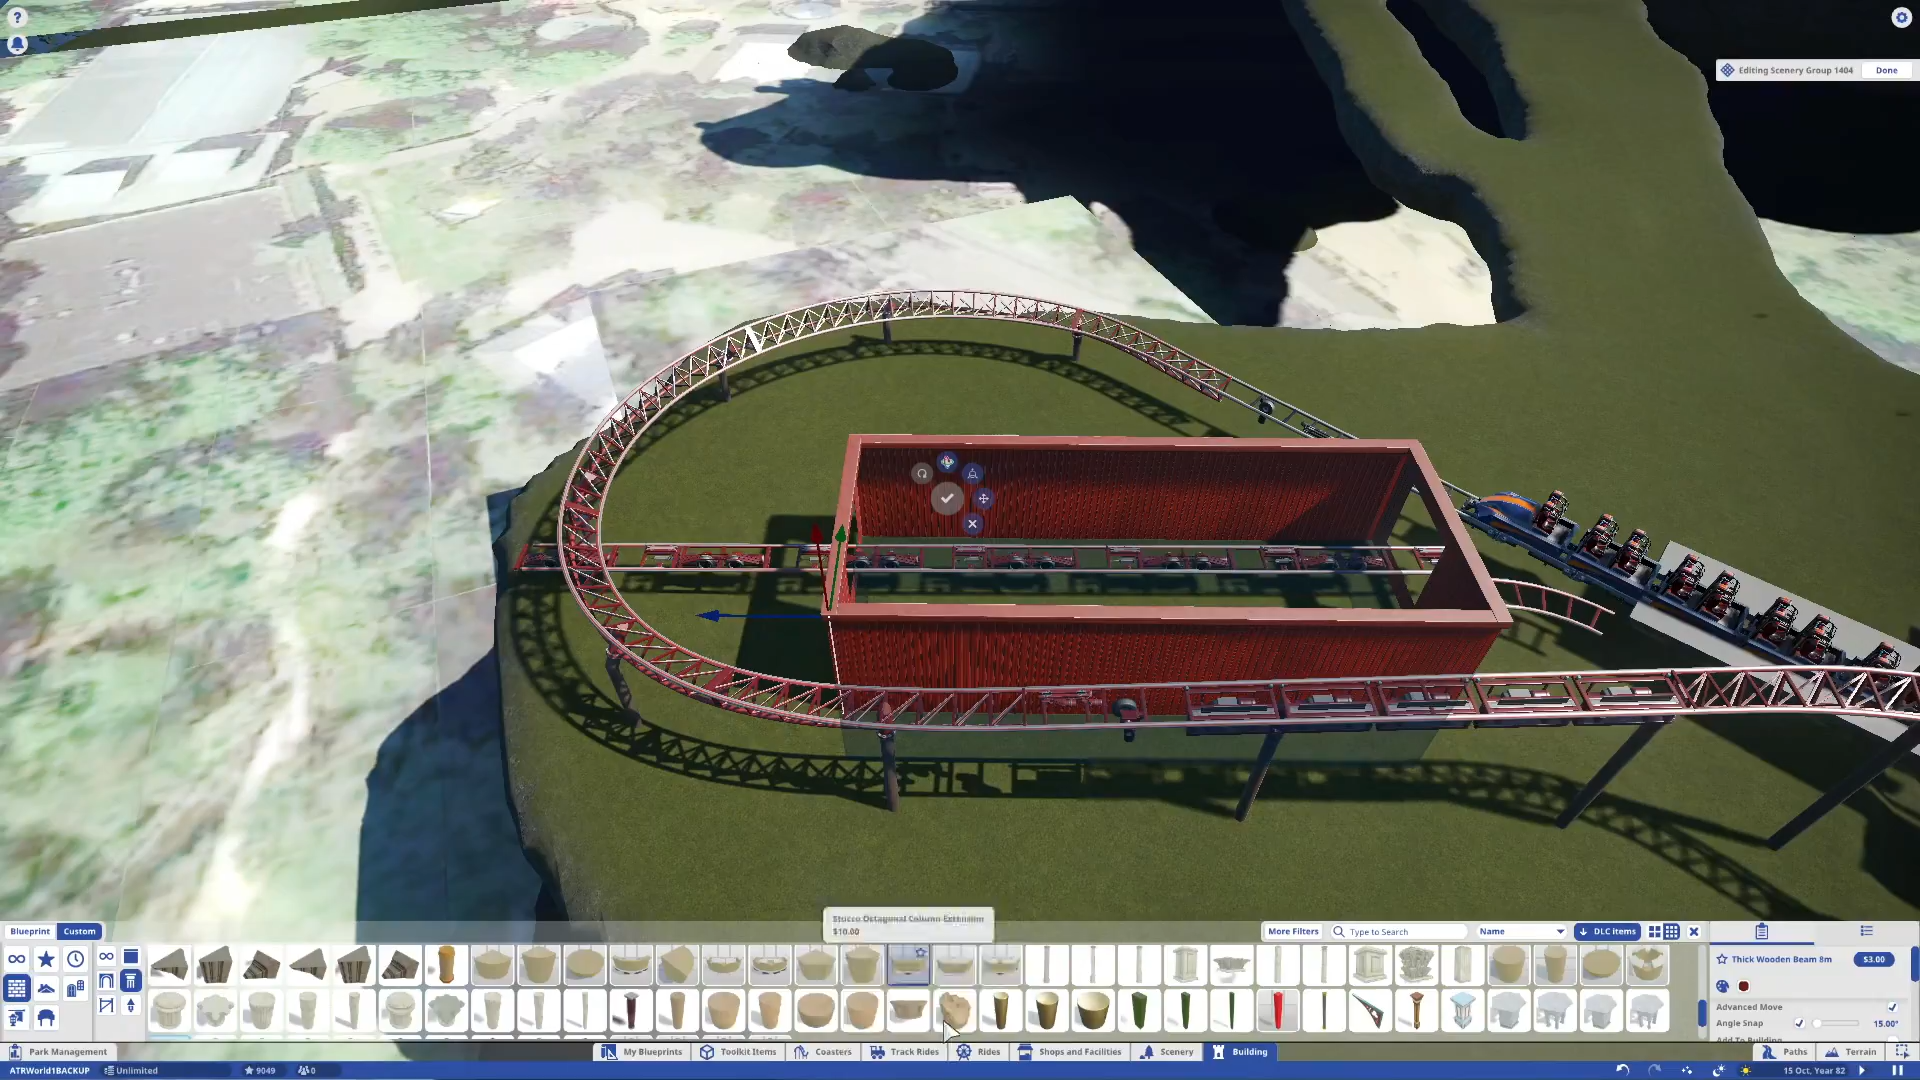 ?
Editing Scenery Group 1404
Done
Stucco Octagonal Column Extension
$10.00
Blueprint
Custom
More Filters
Type to Search
Name
DLC Items
Thick Wooden Beam 8m
$3.00
Advanced Move
Angle Snap
15.00°
Park Management
My Blueprints
Toolkit Items
Coasters
Track Rides
Rides
Shops and Facilities
Scenery
Building
Paths
Terrain
ATRWorld1BACKUP
Unlimited
9049
0
15 Oct, Year 82